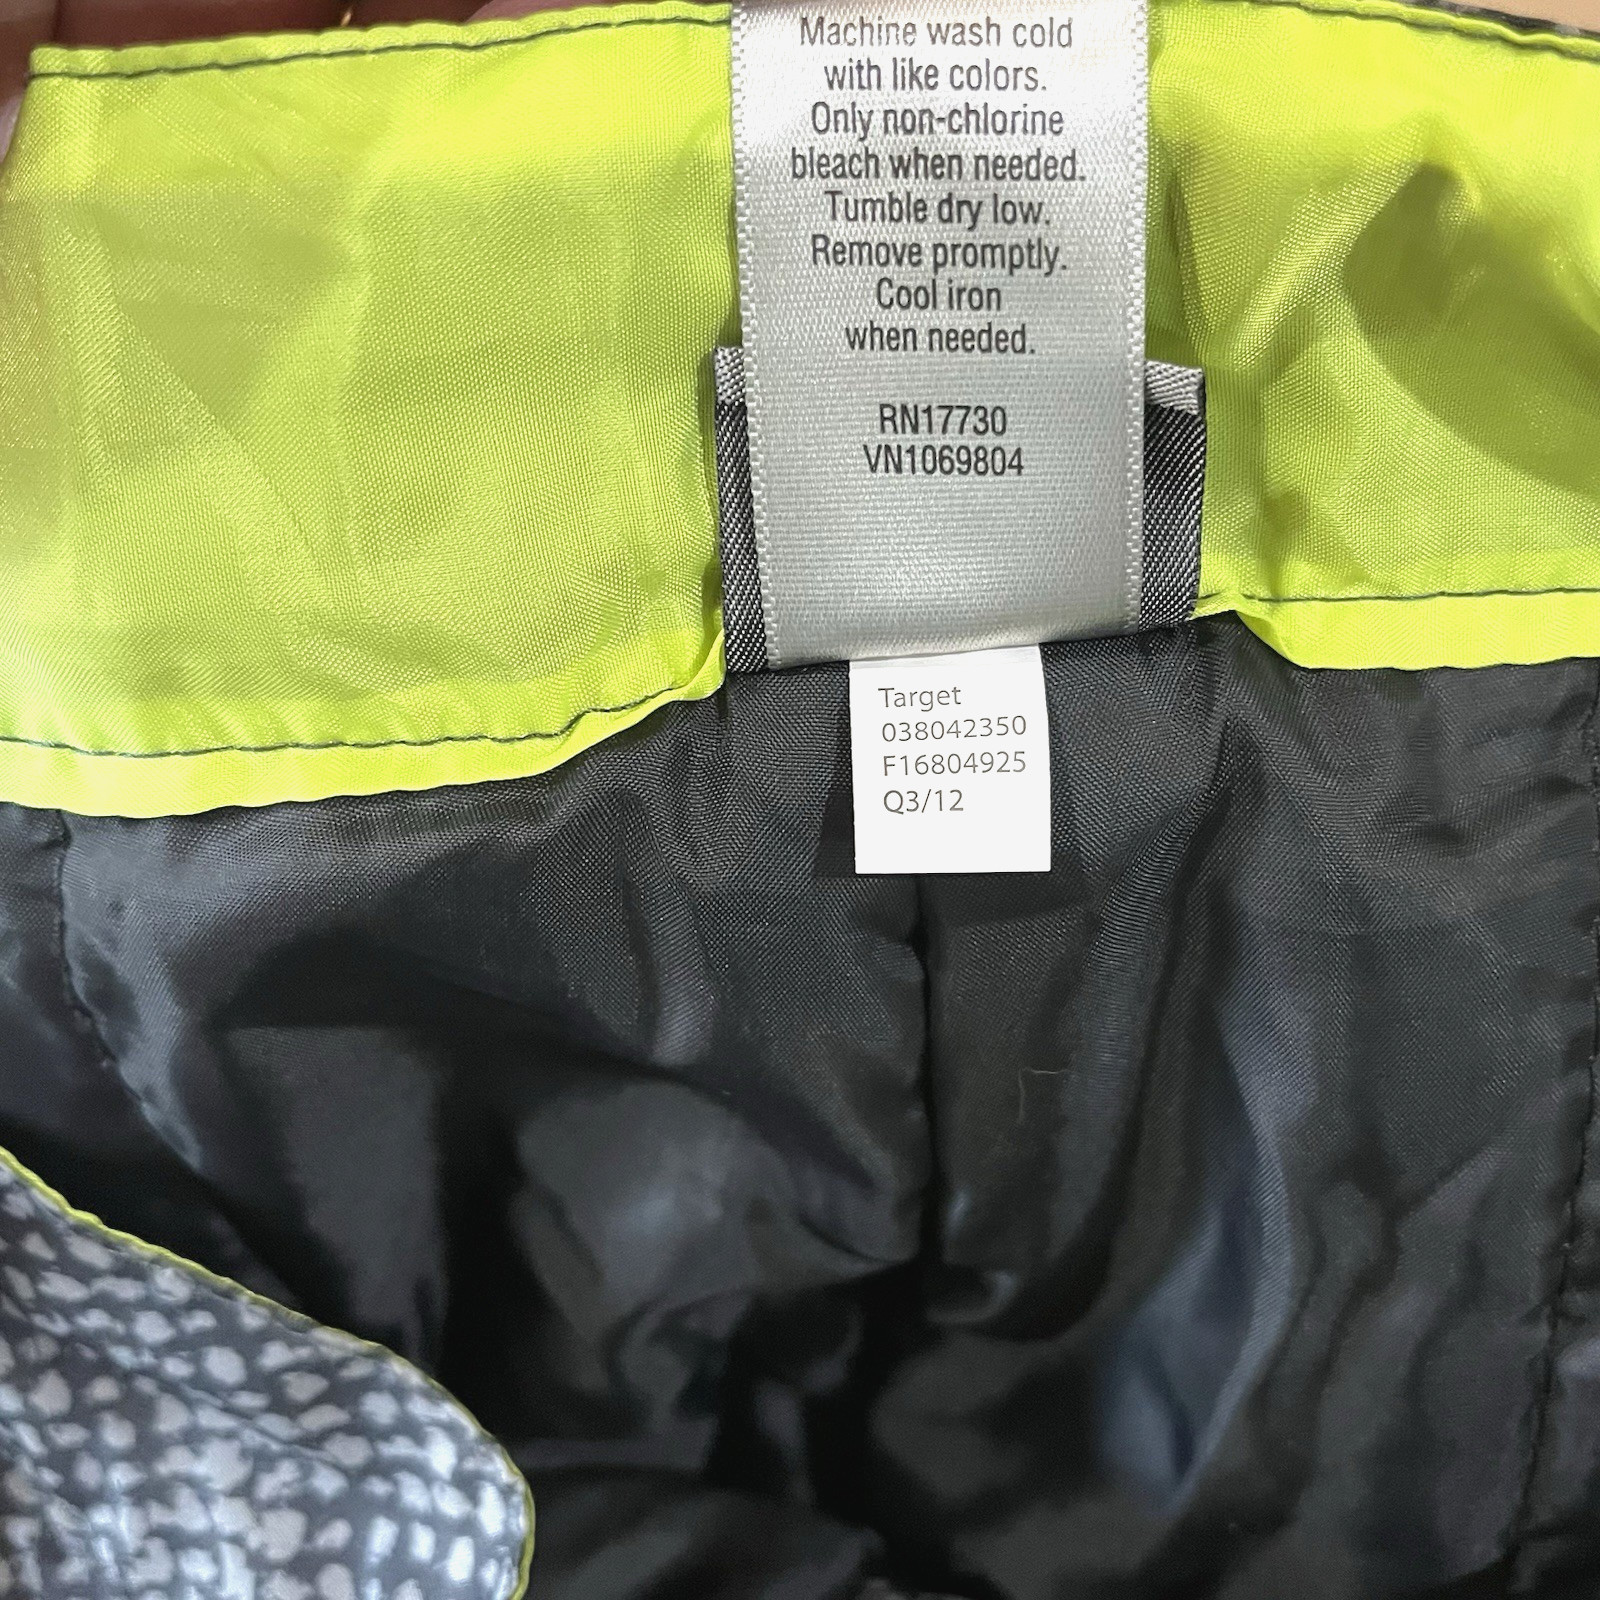 Machine wash cold
with like colors.
Only non-chlorine
bleach when needed.
Tumble dry low.
Remove promptly.
Cool iron
when needed.
RN17730
VN1069804
Target
038042350
F16804925
Q3/12